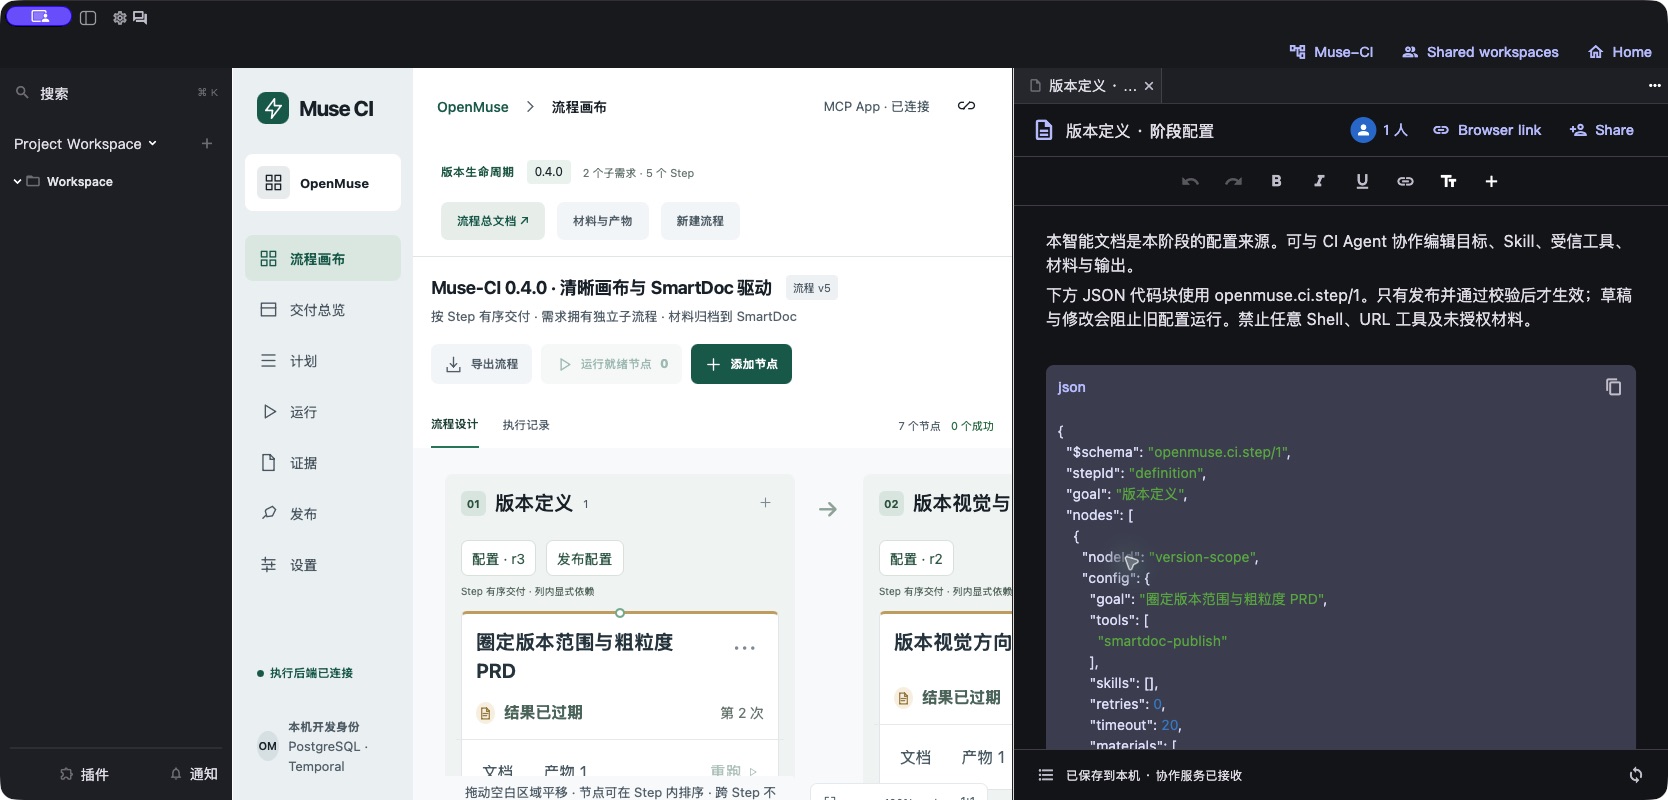 Muse-CI
Shared workspaces
Home
搜索
⌘ K
Project Workspace
Workspace
插件
通知
Muse CI
OpenMuse
流程画布
交付总览
计划
运行
证据
发布
设置
执行后端已连接
OM
本机开发身份
PostgreSQL ·
Temporal
OpenMuse
流程画布
MCP App · 已连接
版本生命周期
0.4.0
2 个子需求 · 5 个 Step
流程总文档↗
材料与产物
新建流程
Muse-CI 0.4.0 · 清晰画布与 SmartDoc 驱动
流程 v5
按 Step 有序交付 · 需求拥有独立子流程 · 材料归档到 SmartDoc
导出流程
运行就绪节点 0
添加节点
流程设计
执行记录
7 个节点 0 个成功
01 版本定义 1
配置 · r3
发布配置
Step 有序交付 · 列内显式依赖
圈定版本范围与粗粒度
PRD
结果已过期
第 2 次
文档
产物 1
重跑
02 版本视觉与
配置 · r2
Step 有序交付 · 列内显式依赖
版本视觉方向
结果已过期
文档
产物 1
拖动空白区域平移 · 节点可在 Step 内排序 · 跨 Step 不
版本定义 · ...
版本定义 · 阶段配置
1 人
Browser link
Share
B I U Tr
本智能文档是本阶段的配置来源。可与 CI Agent 协作编辑目标、Skill、受信工具、
材料与输出。
下方 JSON 代码块使用 openmuse.ci.step/1。只有发布并通过校验后才生效；草稿
与修改会阻止旧配置运行。禁止任意 Shell、URL 工具及未授权材料。
json
{
"$schema": "openmuse.ci.step/1",
"stepId": "definition",
"goal": "版本定义",
"nodes": [
{
"nodeId": "version-scope",
"config": {
"goal": "圈定版本范围与粗粒度 PRD",
"tools": [
"smartdoc-publish"
],
"skills": [],
"retries": 0,
"timeout": 20,
"materials": [
已保存到本机 · 协作服务已接收